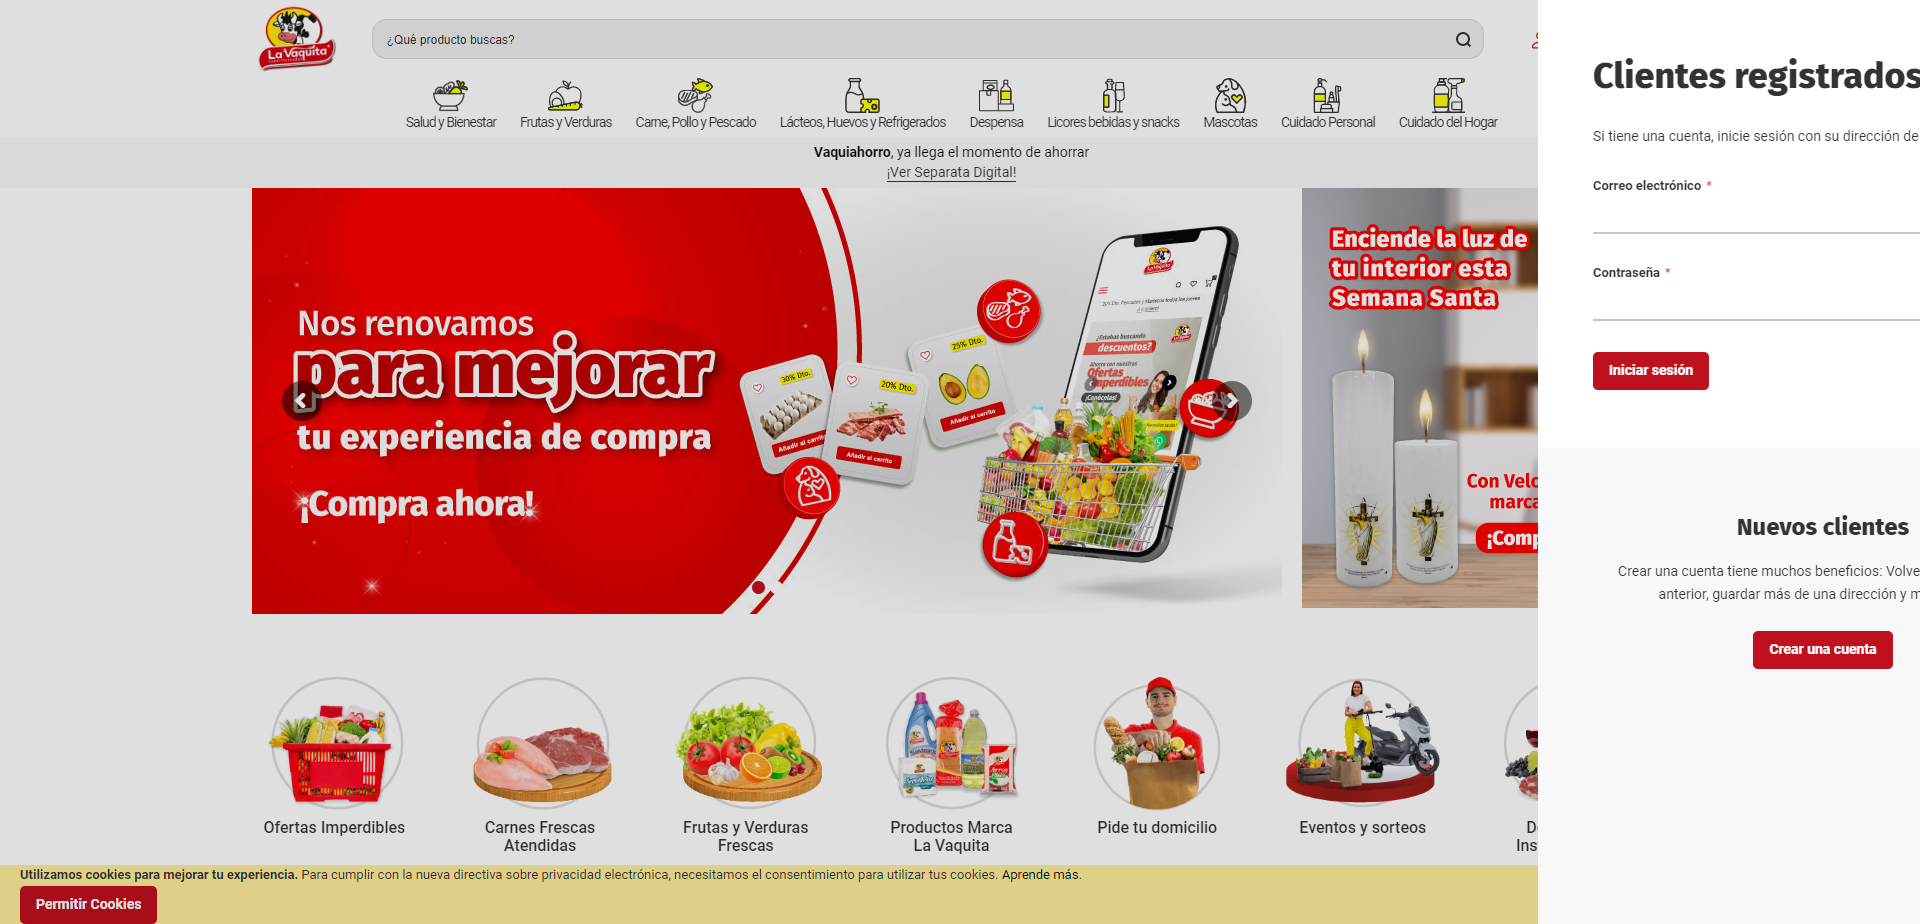 La Vaquita
¿Qué producto buscas?
Salud y Bienestar
Frutas y Verduras
Carne, Pollo y Pescado
Lácteos, Huevos y Refrigerados
Despensa
Licores bebidas y snacks
Mascotas
Cuidado Personal
Cuidado del Hogar
Vaquiahorro, ya llega el momento de ahorrar
¡Ver Separata Digital!
Nos renovamos
para mejorar
tu experiencia de compra
¡Compra ahora!
30% Dto.
Añadir al carrito
20% Dto.
Añadir al carrito
25% Dto.
Añadir al carrito
¿Estabas buscando
descuentos?
Ahorra con nuestras
Ofertas
imperdibles
¡Conócelas!
Enciende la luz de
tu interior esta
Semana Santa
Con Velo
marca
¡Comp
Ofertas Imperdibles
Carnes Frescas
Atendidas
Frutas y Verduras
Frescas
Productos Marca
La Vaquita
Pide tu domicilio
Eventos y sorteos
D
Ins
Utilizamos cookies para mejorar tu experiencia. Para cumplir con la nueva directiva sobre privacidad electrónica, necesitamos el consentimiento para utilizar tus cookies. Aprende más.
Permitir Cookies
Clientes registrados
Si tiene una cuenta, inicie sesión con su dirección de
Correo electrónico *
Contraseña *
Iniciar sesión
Nuevos clientes
Crear una cuenta tiene muchos beneficios: Volve
anterior, guardar más de una dirección y m
Crear una cuenta